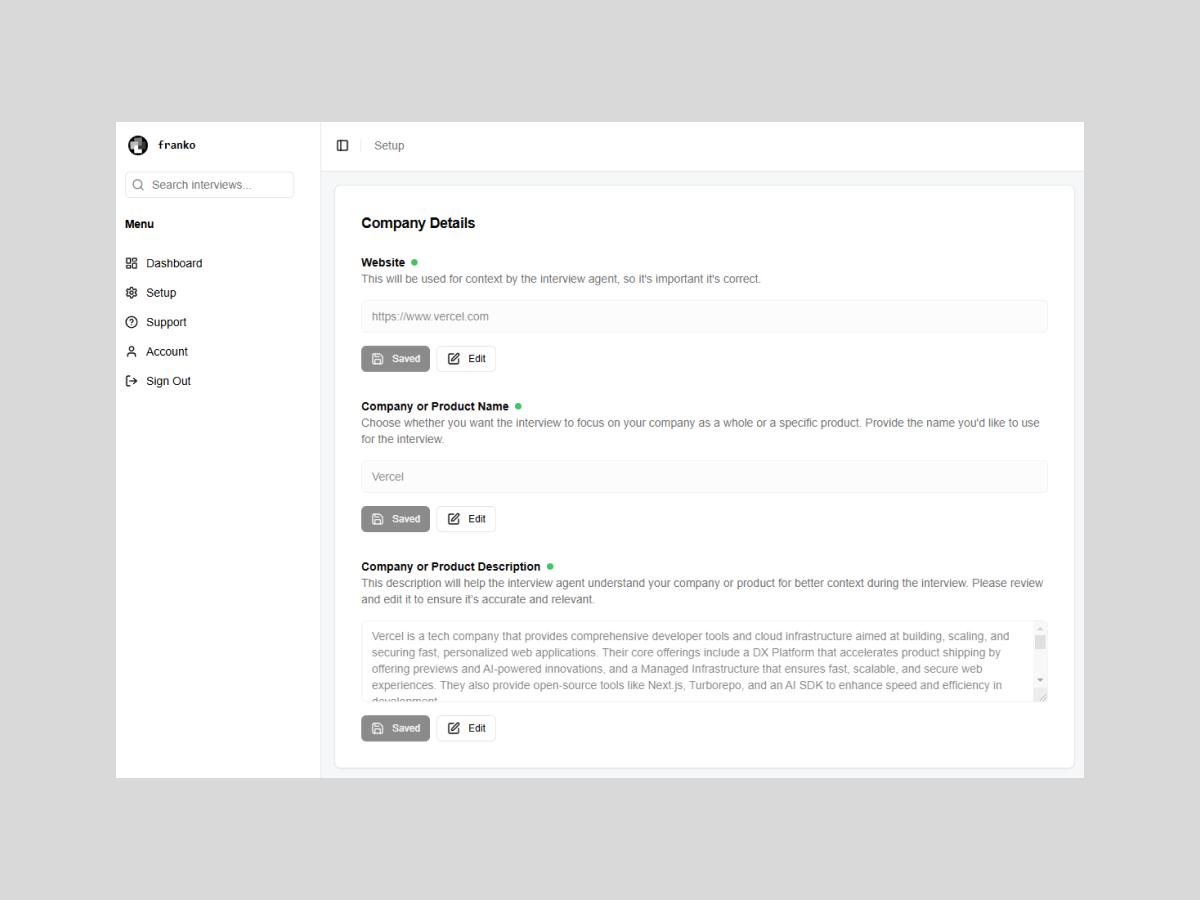 franko
Search interviews...
Menu
Dashboard
Setup
Support
Account
Sign Out
Setup
Company Details
Website
This will be used for context by the interview agent, so it's important it's correct.
https://www.vercel.com
Saved
Edit
Company or Product Name
Choose whether you want the interview to focus on your company as a whole or a specific product. Provide the name you'd like to use
for the interview.
Vercel
Saved
Edit
Company or Product Description
This description will help the interview agent understand your company or product for better context during the interview. Please review
and edit it to ensure it's accurate and relevant.
Vercel is a tech company that provides comprehensive developer tools and cloud infrastructure aimed at building, scaling, and
securing fast, personalized web applications. Their core offerings include a DX Platform that accelerates product shipping by
offering previews and AI-powered innovations, and a Managed Infrastructure that ensures fast, scalable, and secure web
experiences. They also provide open-source tools like Next.js, Turborepo, and an AI SDK to enhance speed and efficiency in
development.
Saved
Edit